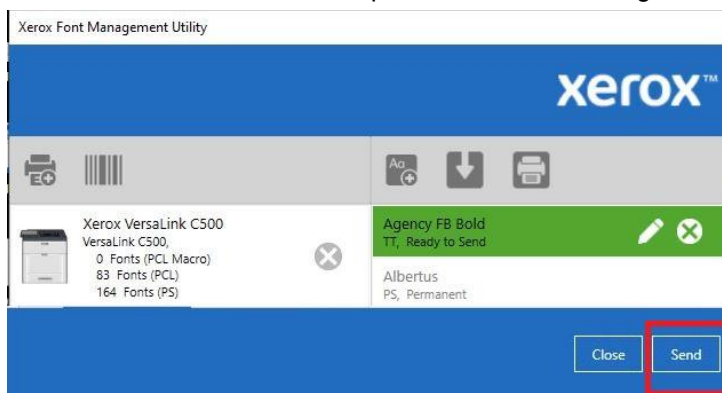 Xerox Font Management Utility
xerox™
Aa
Xerox VersaLink C500
VersaLink C500,
0 Fonts (PCL Macro)
83 Fonts (PCL)
164 Fonts (PS)
Agency FB Bold
TT, Ready to Send
Albertus
PS, Permanent
Close
Send